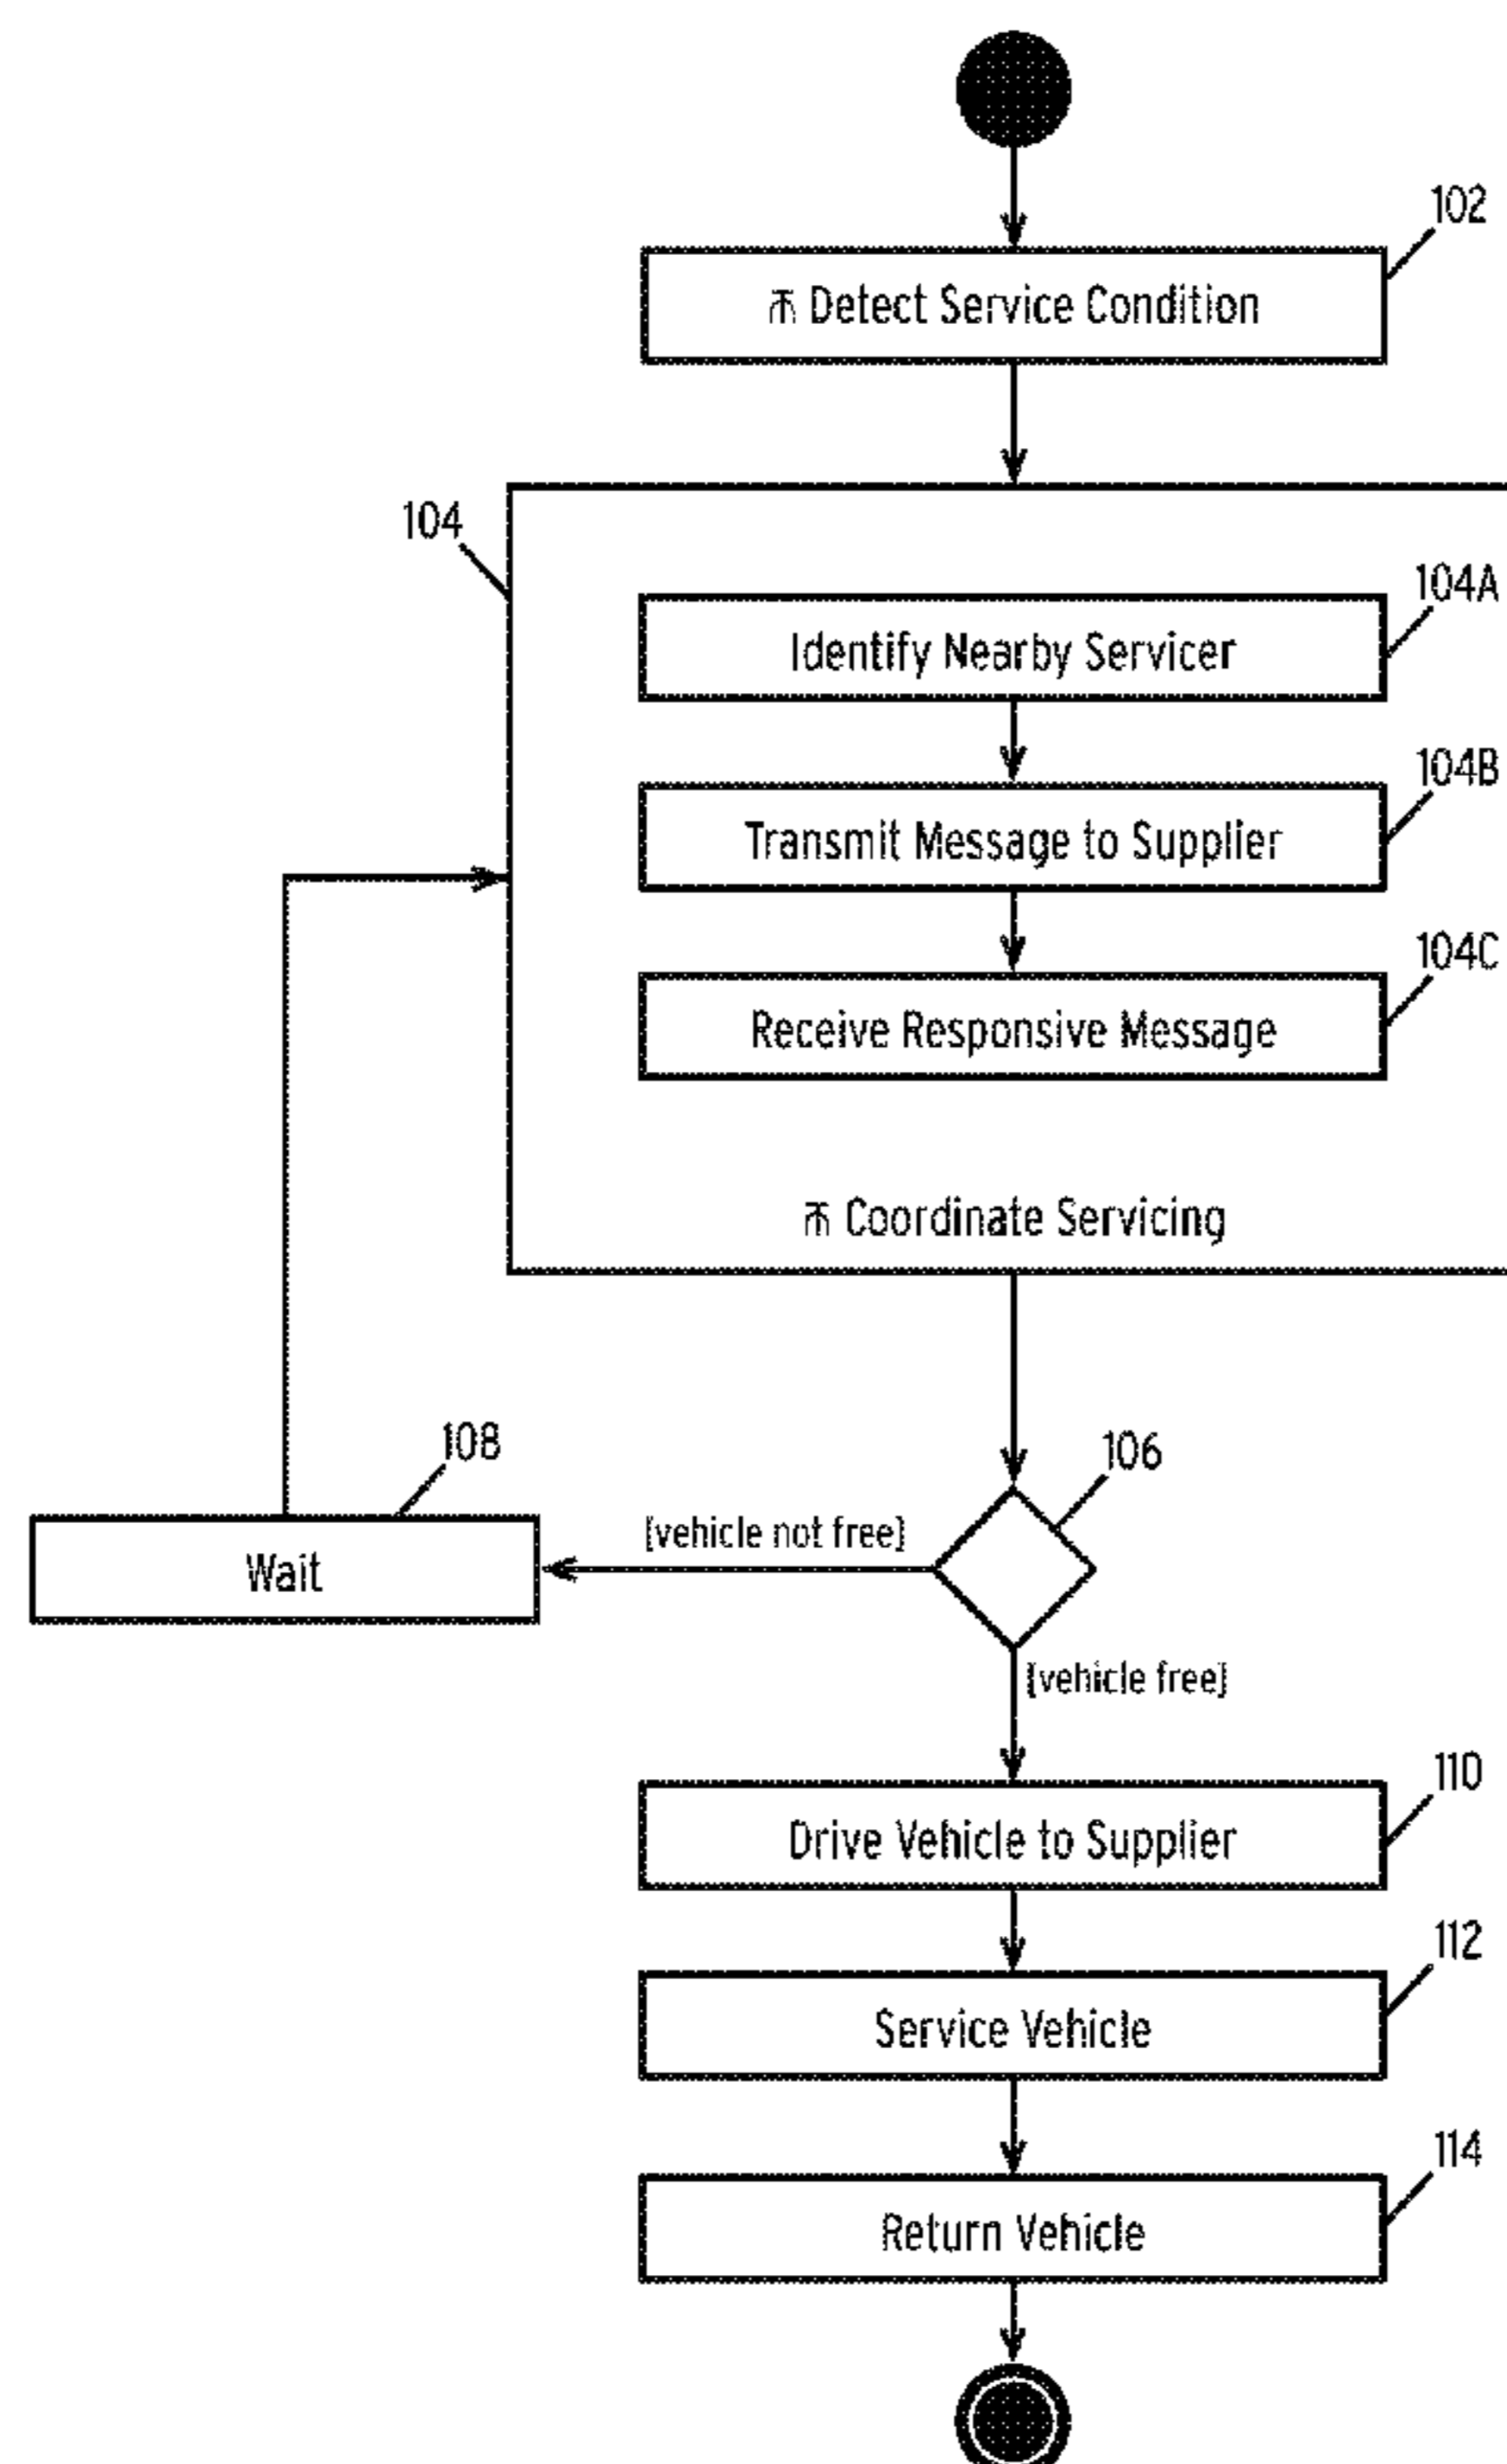 102
Detect Service Condition
104
104A
Identify Nearby Servicer
104B
Transmit Message to Supplier
104C
Receive Responsive Message
Coordinate Servicing
108
106
[vehicle not free]
Wait
[vehicle free]
110
Drive Vehicle to Supplier
112
Service Vehicle
114
Return Vehicle